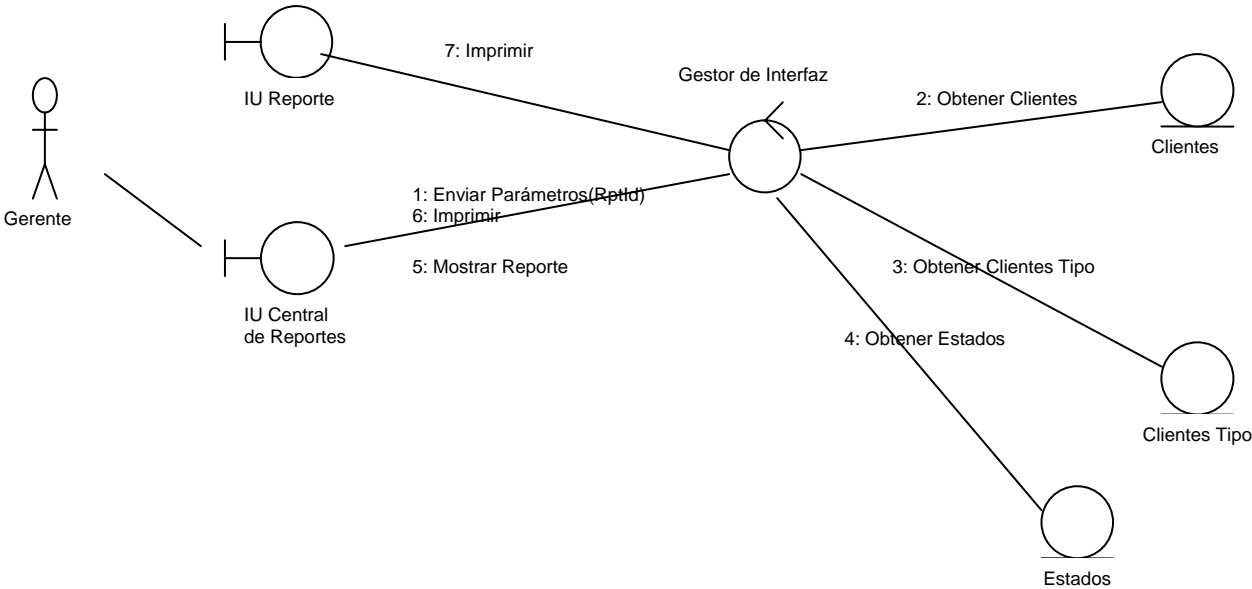 7: Imprimir
Gestor de Interfaz
IU Reporte
2: Obtener Clientes
Clientes
Gerente
1: Enviar Parámetros(RptId)
6: Imprimir
5: Mostrar Reporte
3: Obtener Clientes Tipo
IU Central
de Reportes
4: Obtener Estados
Clientes Tipo
Estados